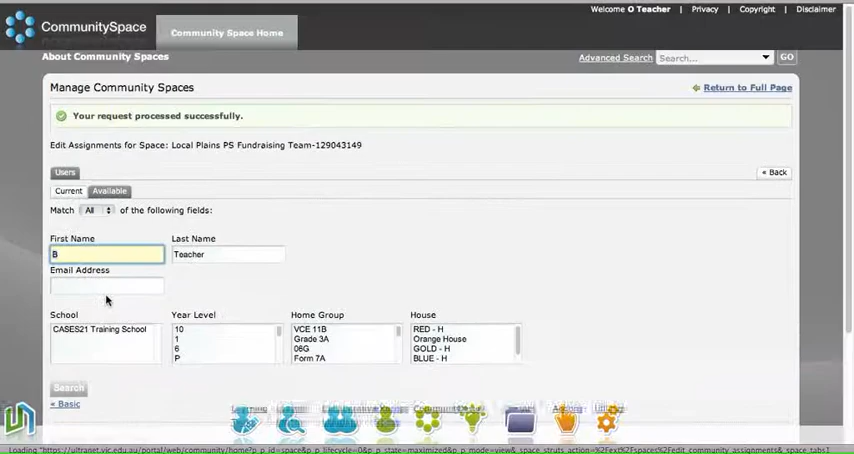 Welcome O Teacher | Privacy | Copyright | Disclaimer
CommunitySpace
Community Space Home
About Community Spaces
Advanced Search
Search...
GO
Manage Community Spaces
Return to Full Page
Your request processed successfully.
Edit Assignments for Space: Local Plains PS Fundraising Team-129043149
Users
« Back
Current Available
Match All of the following fields:
First Name Last Name
B Teacher
Email Address
School Year Level Home Group House
CASES21 Training School 10 VCE 11B RED - H
1 Grade 3A Orange House
6 06G GOLD - H
P Form 7A BLUE - H
Search
« Basic